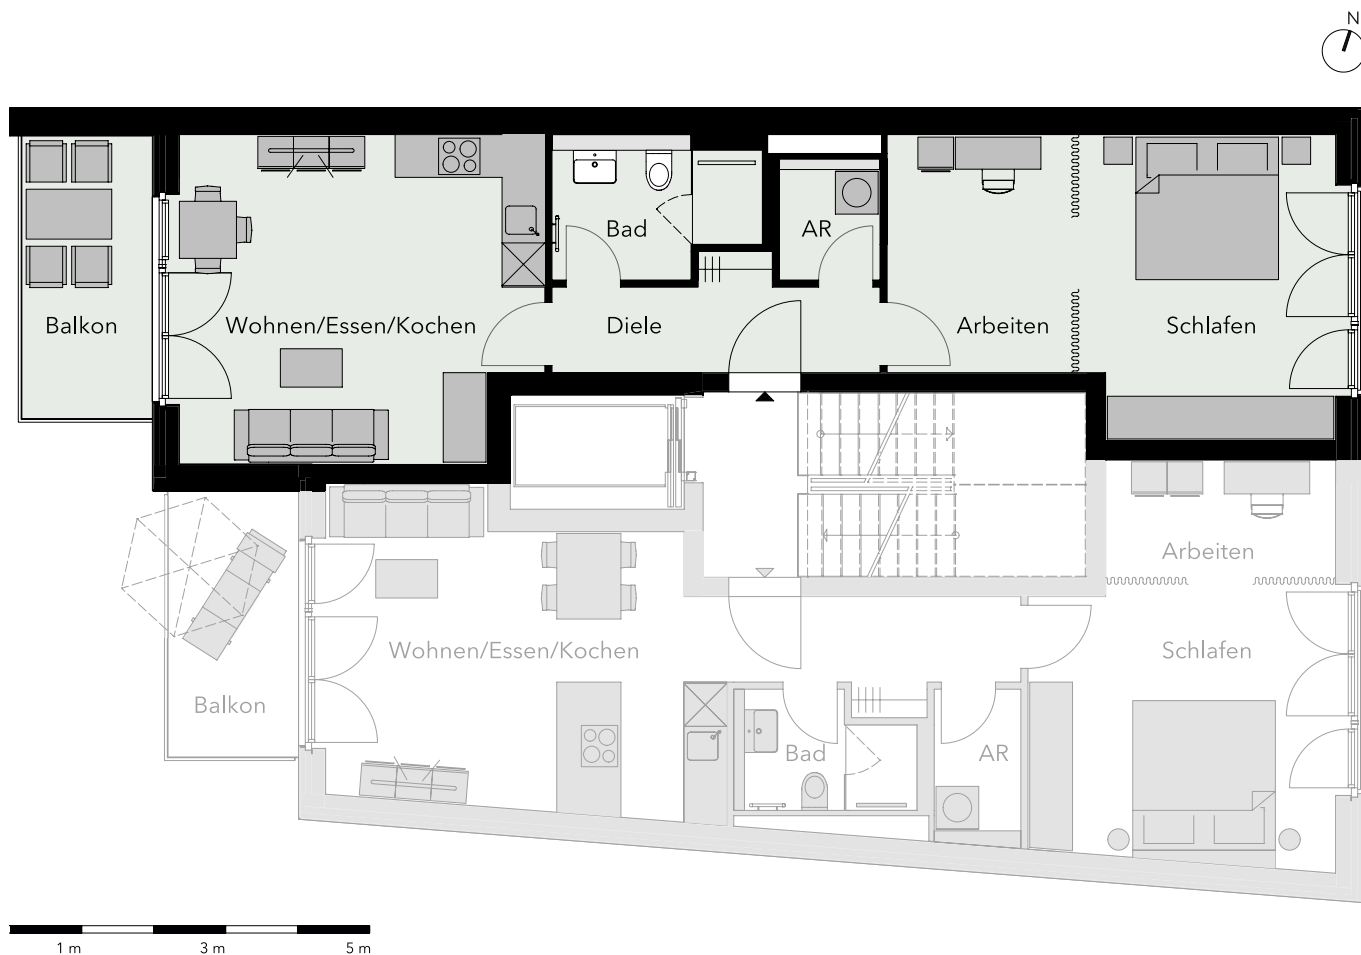 N
Bad
AR
Balkon
Wohnen/Essen/Kochen
Diele
Arbeiten
Schlafen
Arbeiten
Wohnen/Essen/Kochen
Schlafen
Balkon
Bad
AR
1 m
3 m
5 m